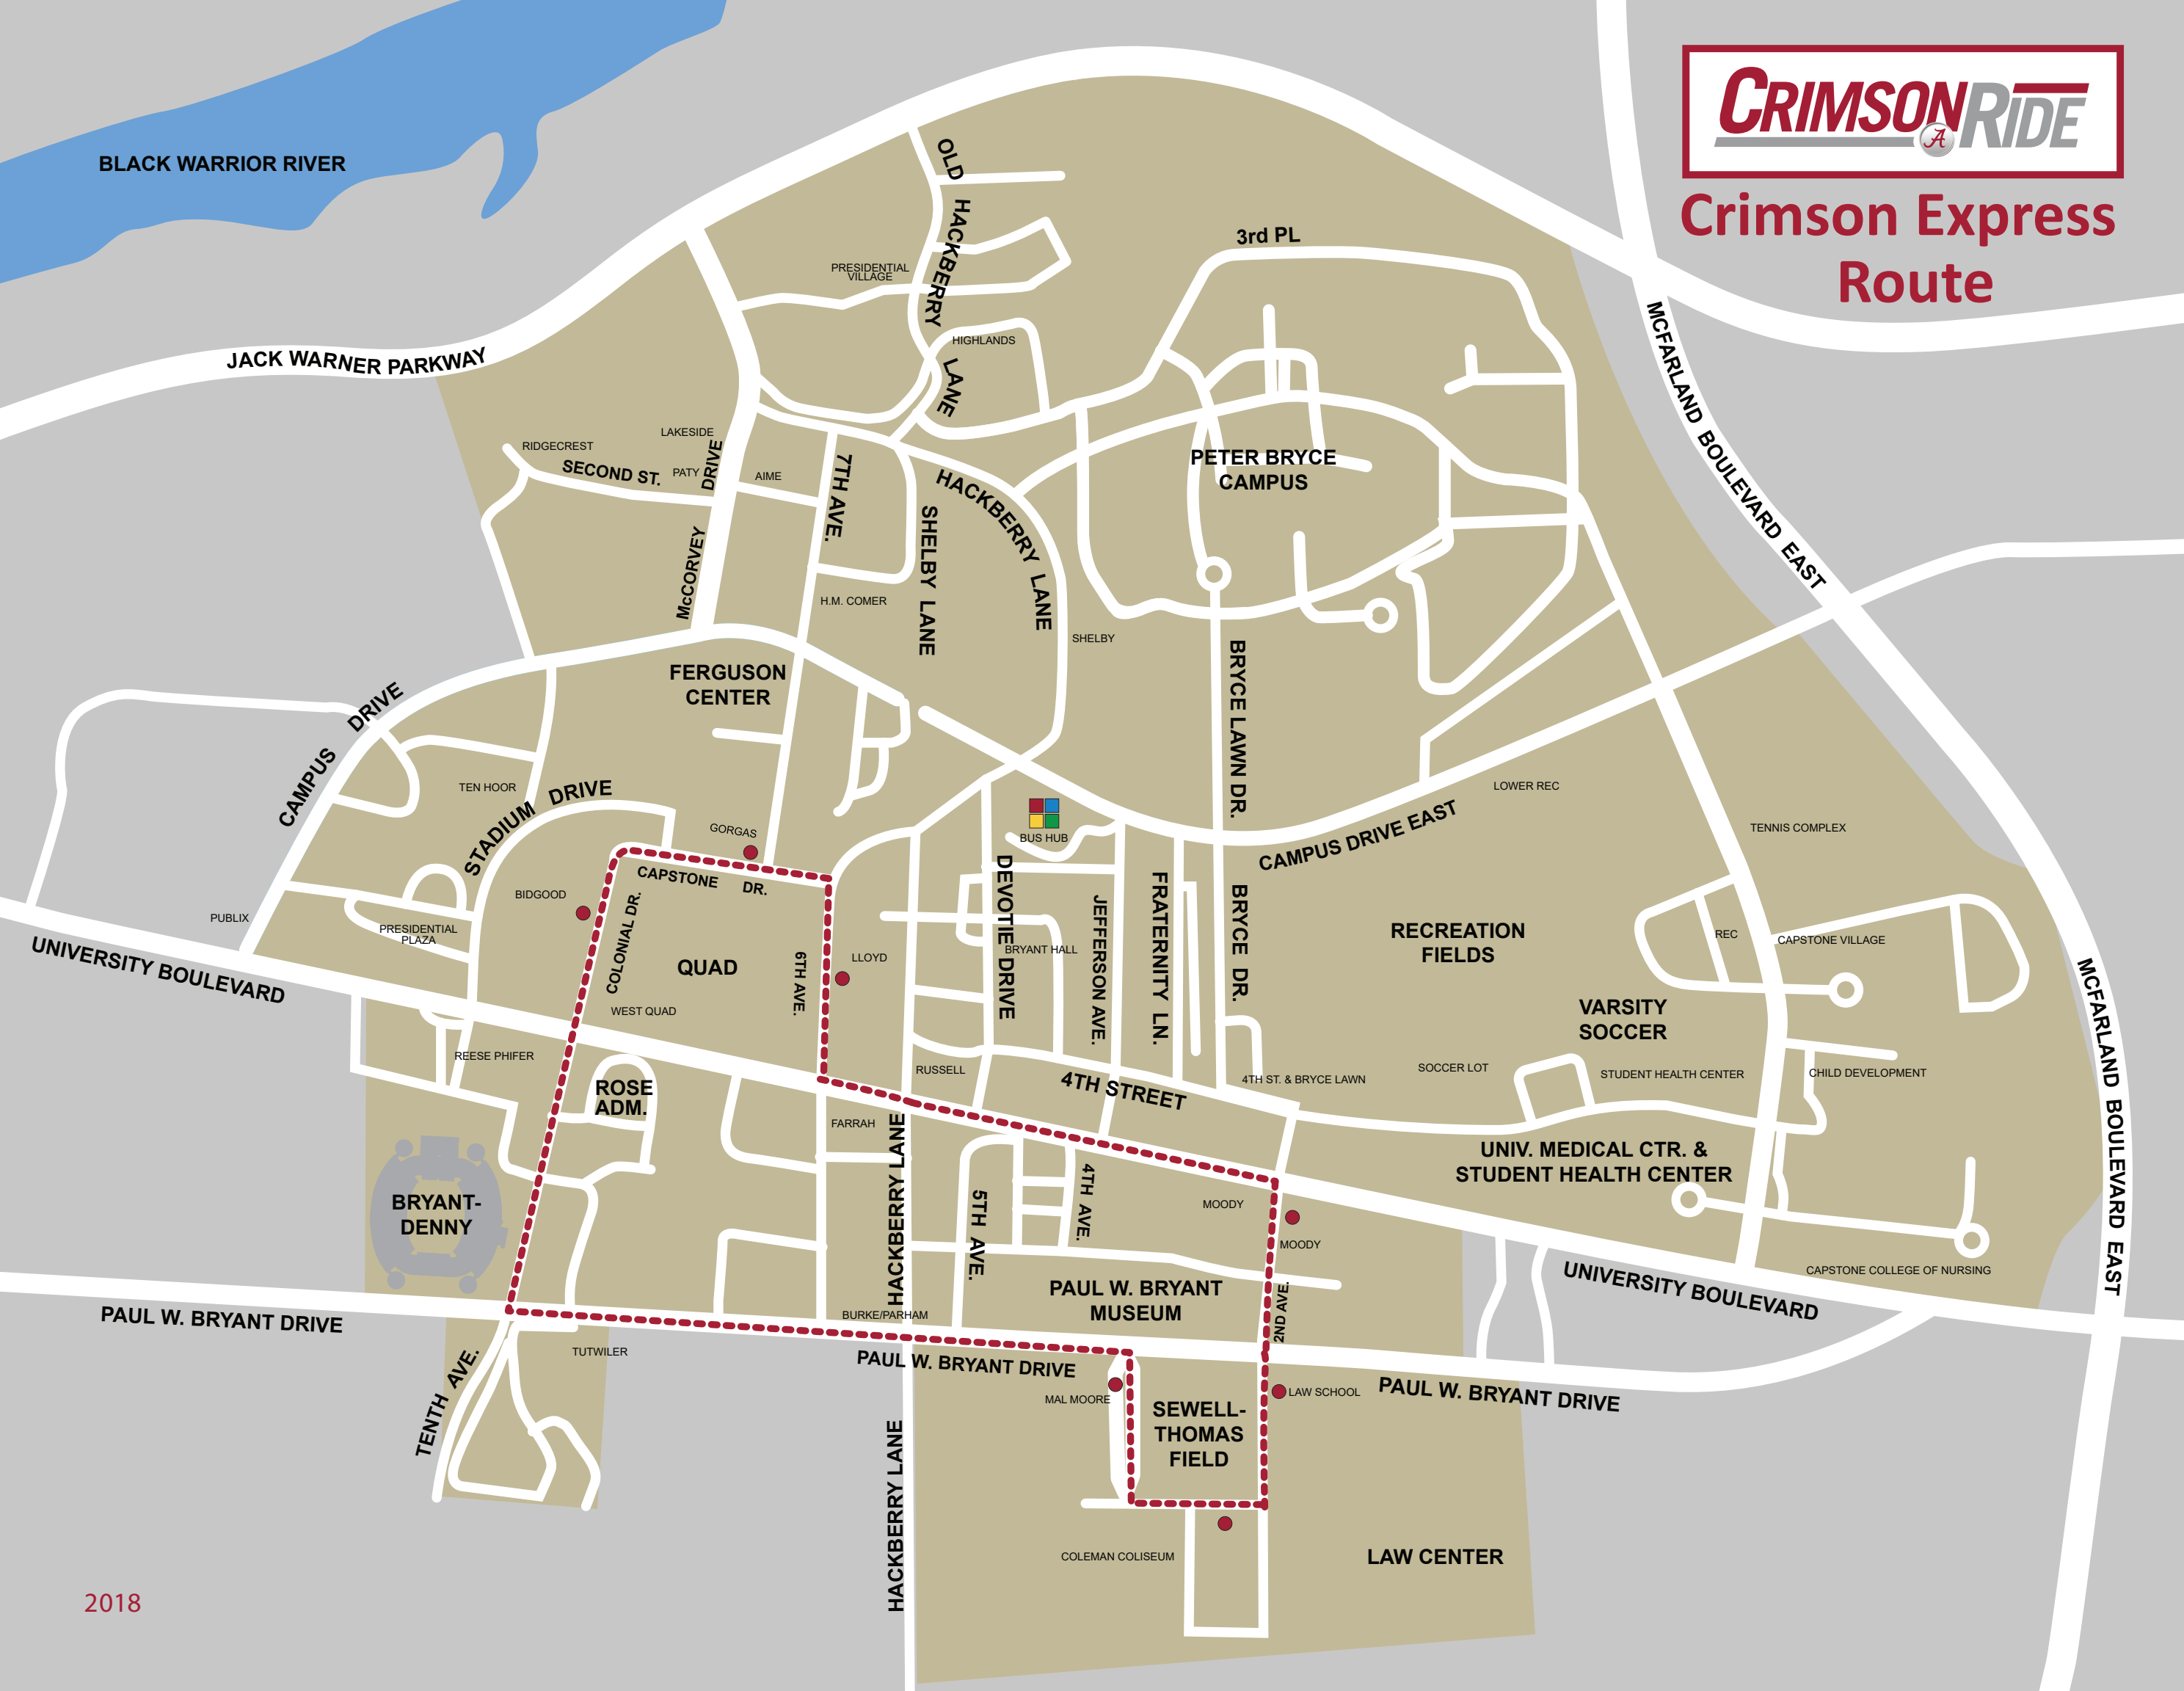 CRIMSONRIDE
A
Crimson Express
Route
BLACK WARRIOR RIVER
JACK WARNER PARKWAY
OLD HACKBERRY LANE
3rd PL
PRESIDENTIAL
VILLAGE
HIGHLANDS
MCFARLAND BOULEVARD EAST
RIDGECREST
LAKESIDE
SECOND ST.
PATY
McCORVEY DRIVE
AIME
7TH AVE.
SHELBY LANE
HACKBERRY LANE
PETER BRYCE
CAMPUS
H.M. COMER
SHELBY
FERGUSON
CENTER
BRYCE LAWN DR.
CAMPUS DRIVE
TEN HOOR
STADIUM DRIVE
GORGAS
BUS HUB
CAMPUS DRIVE EAST
LOWER REC
TENNIS COMPLEX
CAPSTONE DR.
BIDGOOD
COLONIAL DR.
PUBLIX
PRESIDENTIAL
PLAZA
UNIVERSITY BOULEVARD
QUAD
6TH AVE.
LLOYD
WEST QUAD
DEVOTIE DRIVE
BRYANT HALL
JEFFERSON AVE.
FRATERNITY LN.
BRYCE DR.
RECREATION
FIELDS
REC
CAPSTONE VILLAGE
VARSITY
SOCCER
MCFARLAND BOULEVARD EAST
REESE PHIFER
ROSE
ADM.
RUSSELL
4TH STREET
4TH ST. & BRYCE LAWN
SOCCER LOT
STUDENT HEALTH CENTER
CHILD DEVELOPMENT
FARRAH
HACKBERRY LANE
UNIV. MEDICAL CTR. &
STUDENT HEALTH CENTER
BRYANT-
DENNY
5TH AVE.
4TH AVE.
MOODY
MOODY
2ND AVE.
CAPSTONE COLLEGE OF NURSING
UNIVERSITY BOULEVARD
PAUL W. BRYANT
MUSEUM
BURKE/PARHAM
PAUL W. BRYANT DRIVE
TUTWILER
PAUL W. BRYANT DRIVE
TENTH AVE.
MAL MOORE
SEWELL-
THOMAS
FIELD
LAW SCHOOL
PAUL W. BRYANT DRIVE
HACKBERRY LANE
COLEMAN COLISEUM
LAW CENTER
2018